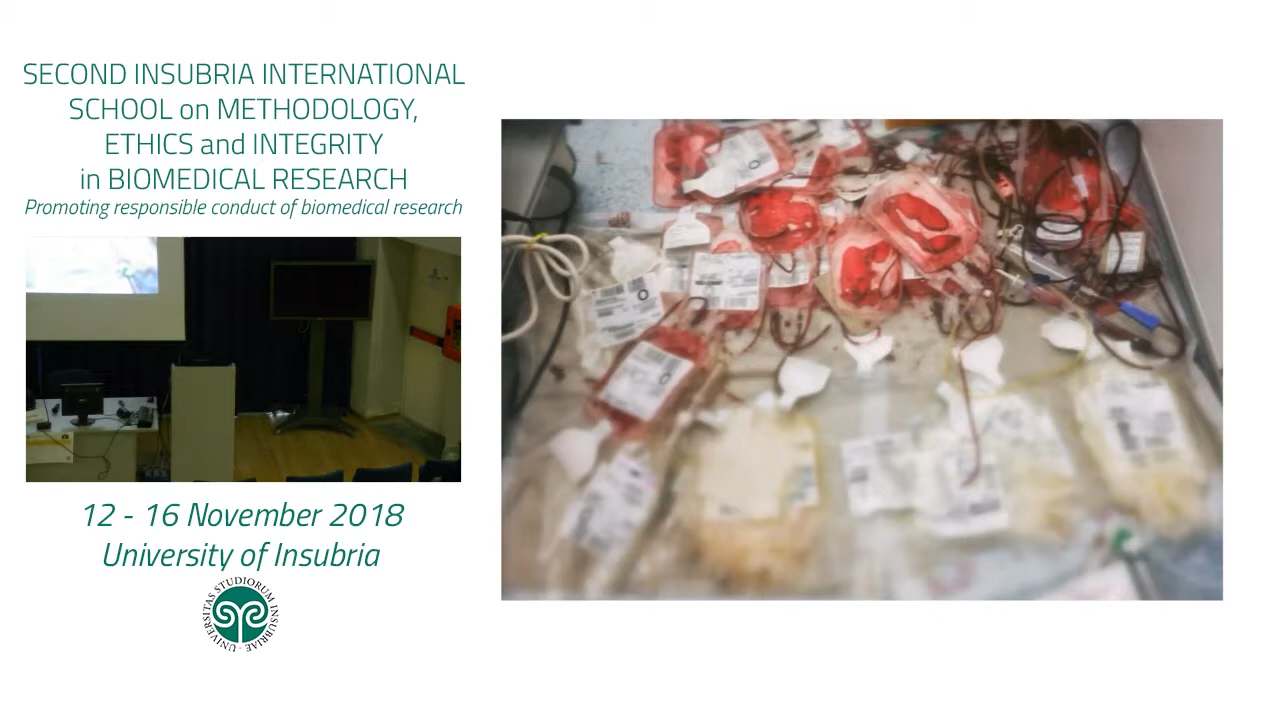 SECOND INSUBRIA INTERNATIONAL
SCHOOL on METHODOLOGY,
ETHICS and INTEGRITY
in BIOMEDICAL RESEARCH
Promoting responsible conduct of biomedical research
12 - 16 November 2018
University of Insubria
UNIVERSITAS STUDIORUM INSUBRIAE
O
O
O